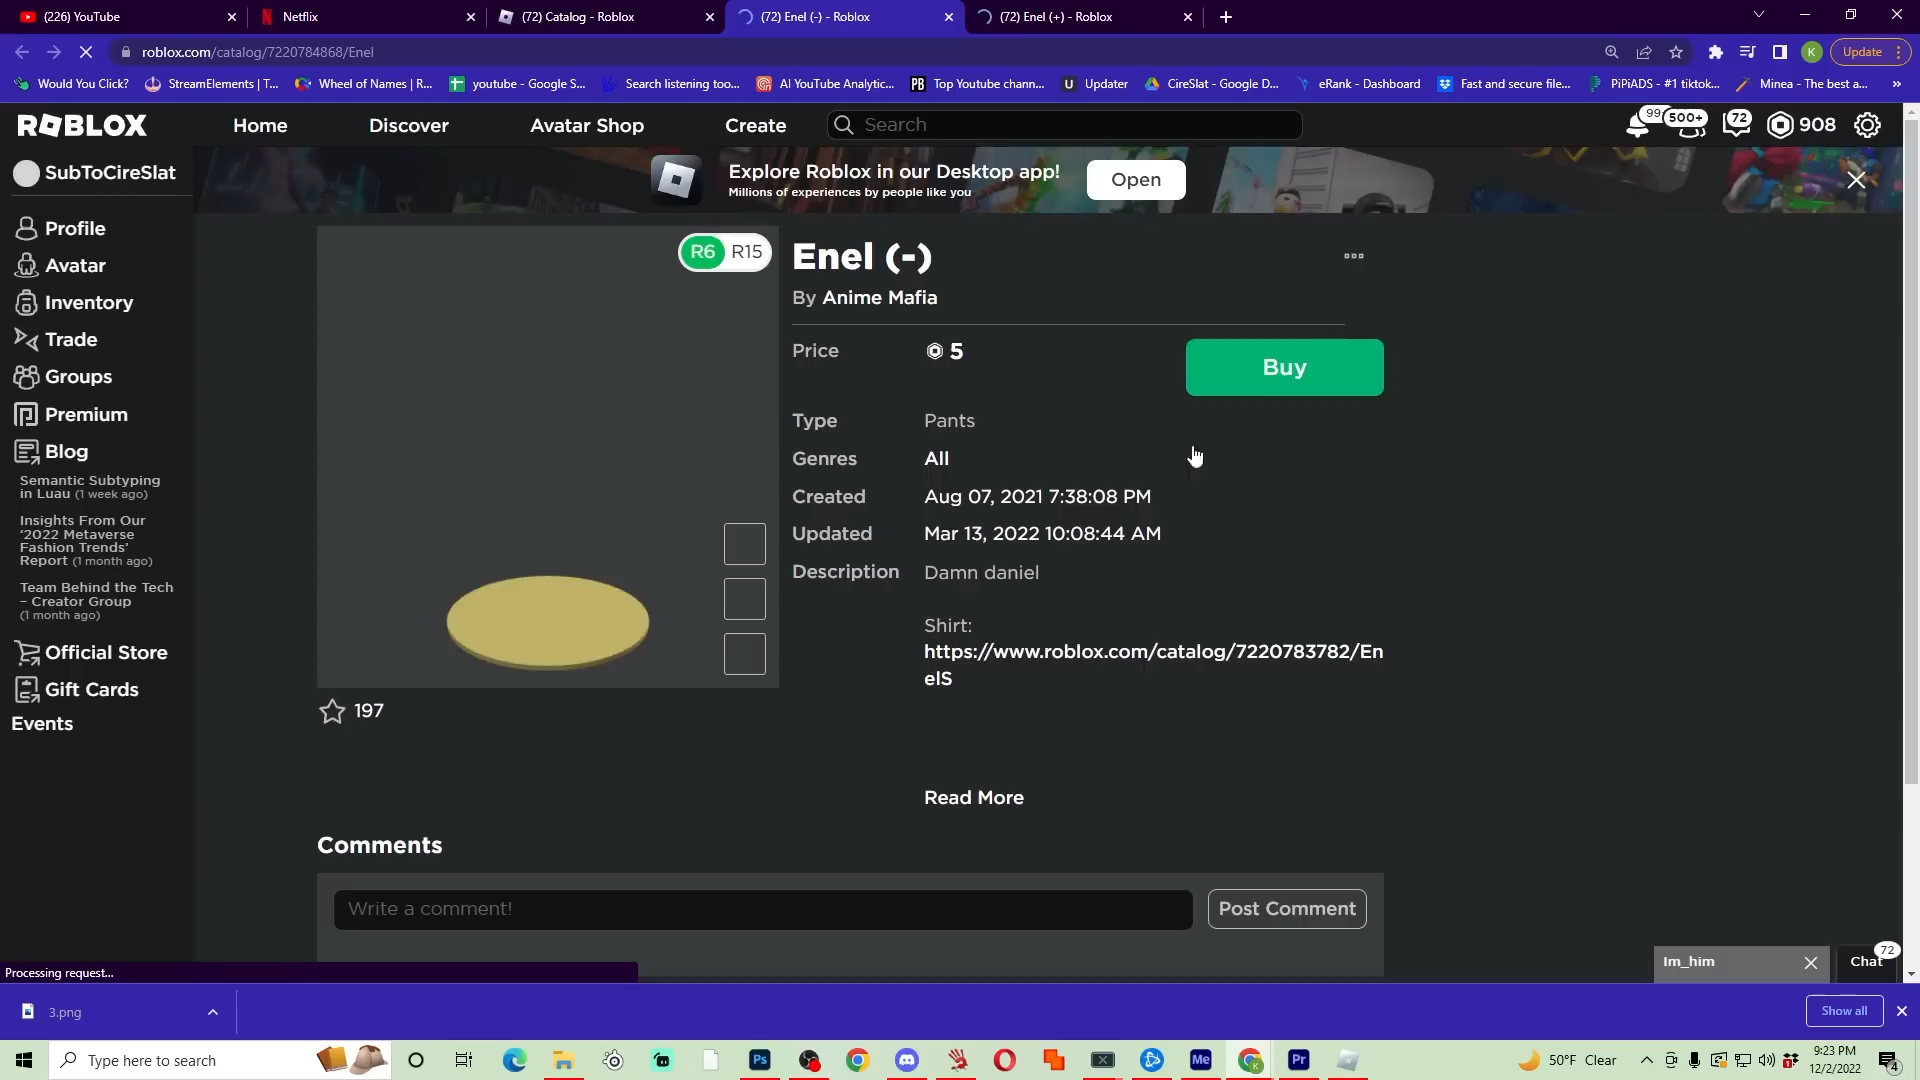 (226) YouTube
Netflix
(72) Catalog - Roblox
(72) Enel (-) - Roblox
(72) Enel (+) - Roblox
roblox.com/catalog/7220784868/Enel
K
Update
Would You Click?
StreamElements | T...
Wheel of Names | R...
youtube - Google S...
Search listening too...
AI YouTube Analytic...
PB Top Youtube chann...
U Updater
CireSlat - Google D...
eRank - Dashboard
Fast and secure file...
PiPiADS - #1 tiktok...
Minea - The best a...
»
ROBLOX
Home
Discover
Avatar Shop
Create
Search
500+
72
908
SubToCireSlat
Explore Roblox in our Desktop app!
Millions of experiences by people like you
Open
Profile
Avatar
Inventory
Trade
Groups
Premium
Blog
Semantic Subtyping
in Luau (1 week ago)
Insights From Our
'2022 Metaverse
Fashion Trends'
Report (1 month ago)
Team Behind the Tech
- Creator Group
(1 month ago)
Official Store
Gift Cards
Events
R6 R15
197
Enel (-)
By Anime Mafia
Price 5
Buy
Type Pants
Genres All
Created Aug 07, 2021 7:38:08 PM
Updated Mar 13, 2022 10:08:44 AM
Description Damn daniel
Shirt:
https://www.roblox.com/catalog/7220783782/En
elS
Read More
Comments
Write a comment!
Post Comment
Im_him
Chat
72
Processing request...
3.png
Show all
Type here to search
Ps
Me
K
Pr
50°F Clear
9:23 PM
12/2/2022
4